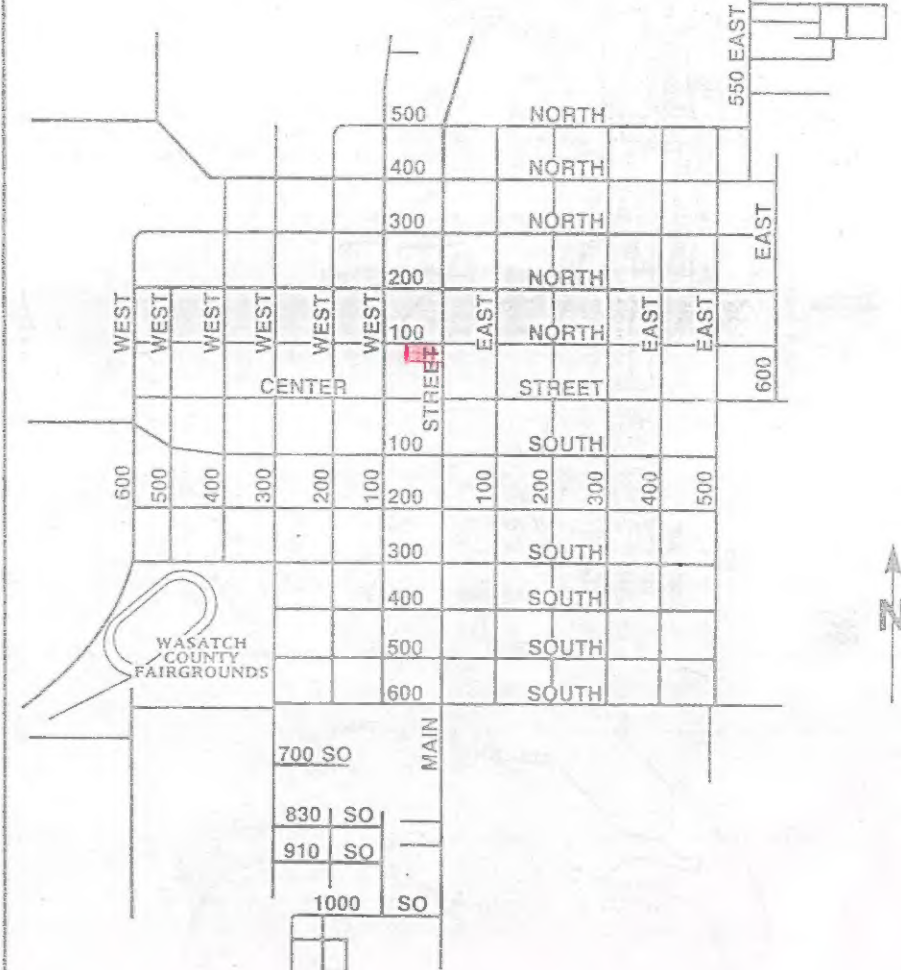 550 EAST
500 NORTH
400 NORTH
300 NORTH
EAST
200 NORTH
WEST WEST WEST WEST WEST WEST EAST EAST EAST
100 NORTH
600
CENTER STREET
STREET
100 SOUTH
600 500 400 300 200 100 100 200 300 400 500
200
300 SOUTH
400 SOUTH
500 SOUTH
600 SOUTH
WASATCH
COUNTY
FAIRGROUNDS
N
MAIN
700 SO
830 SO
910 SO
1000 SO